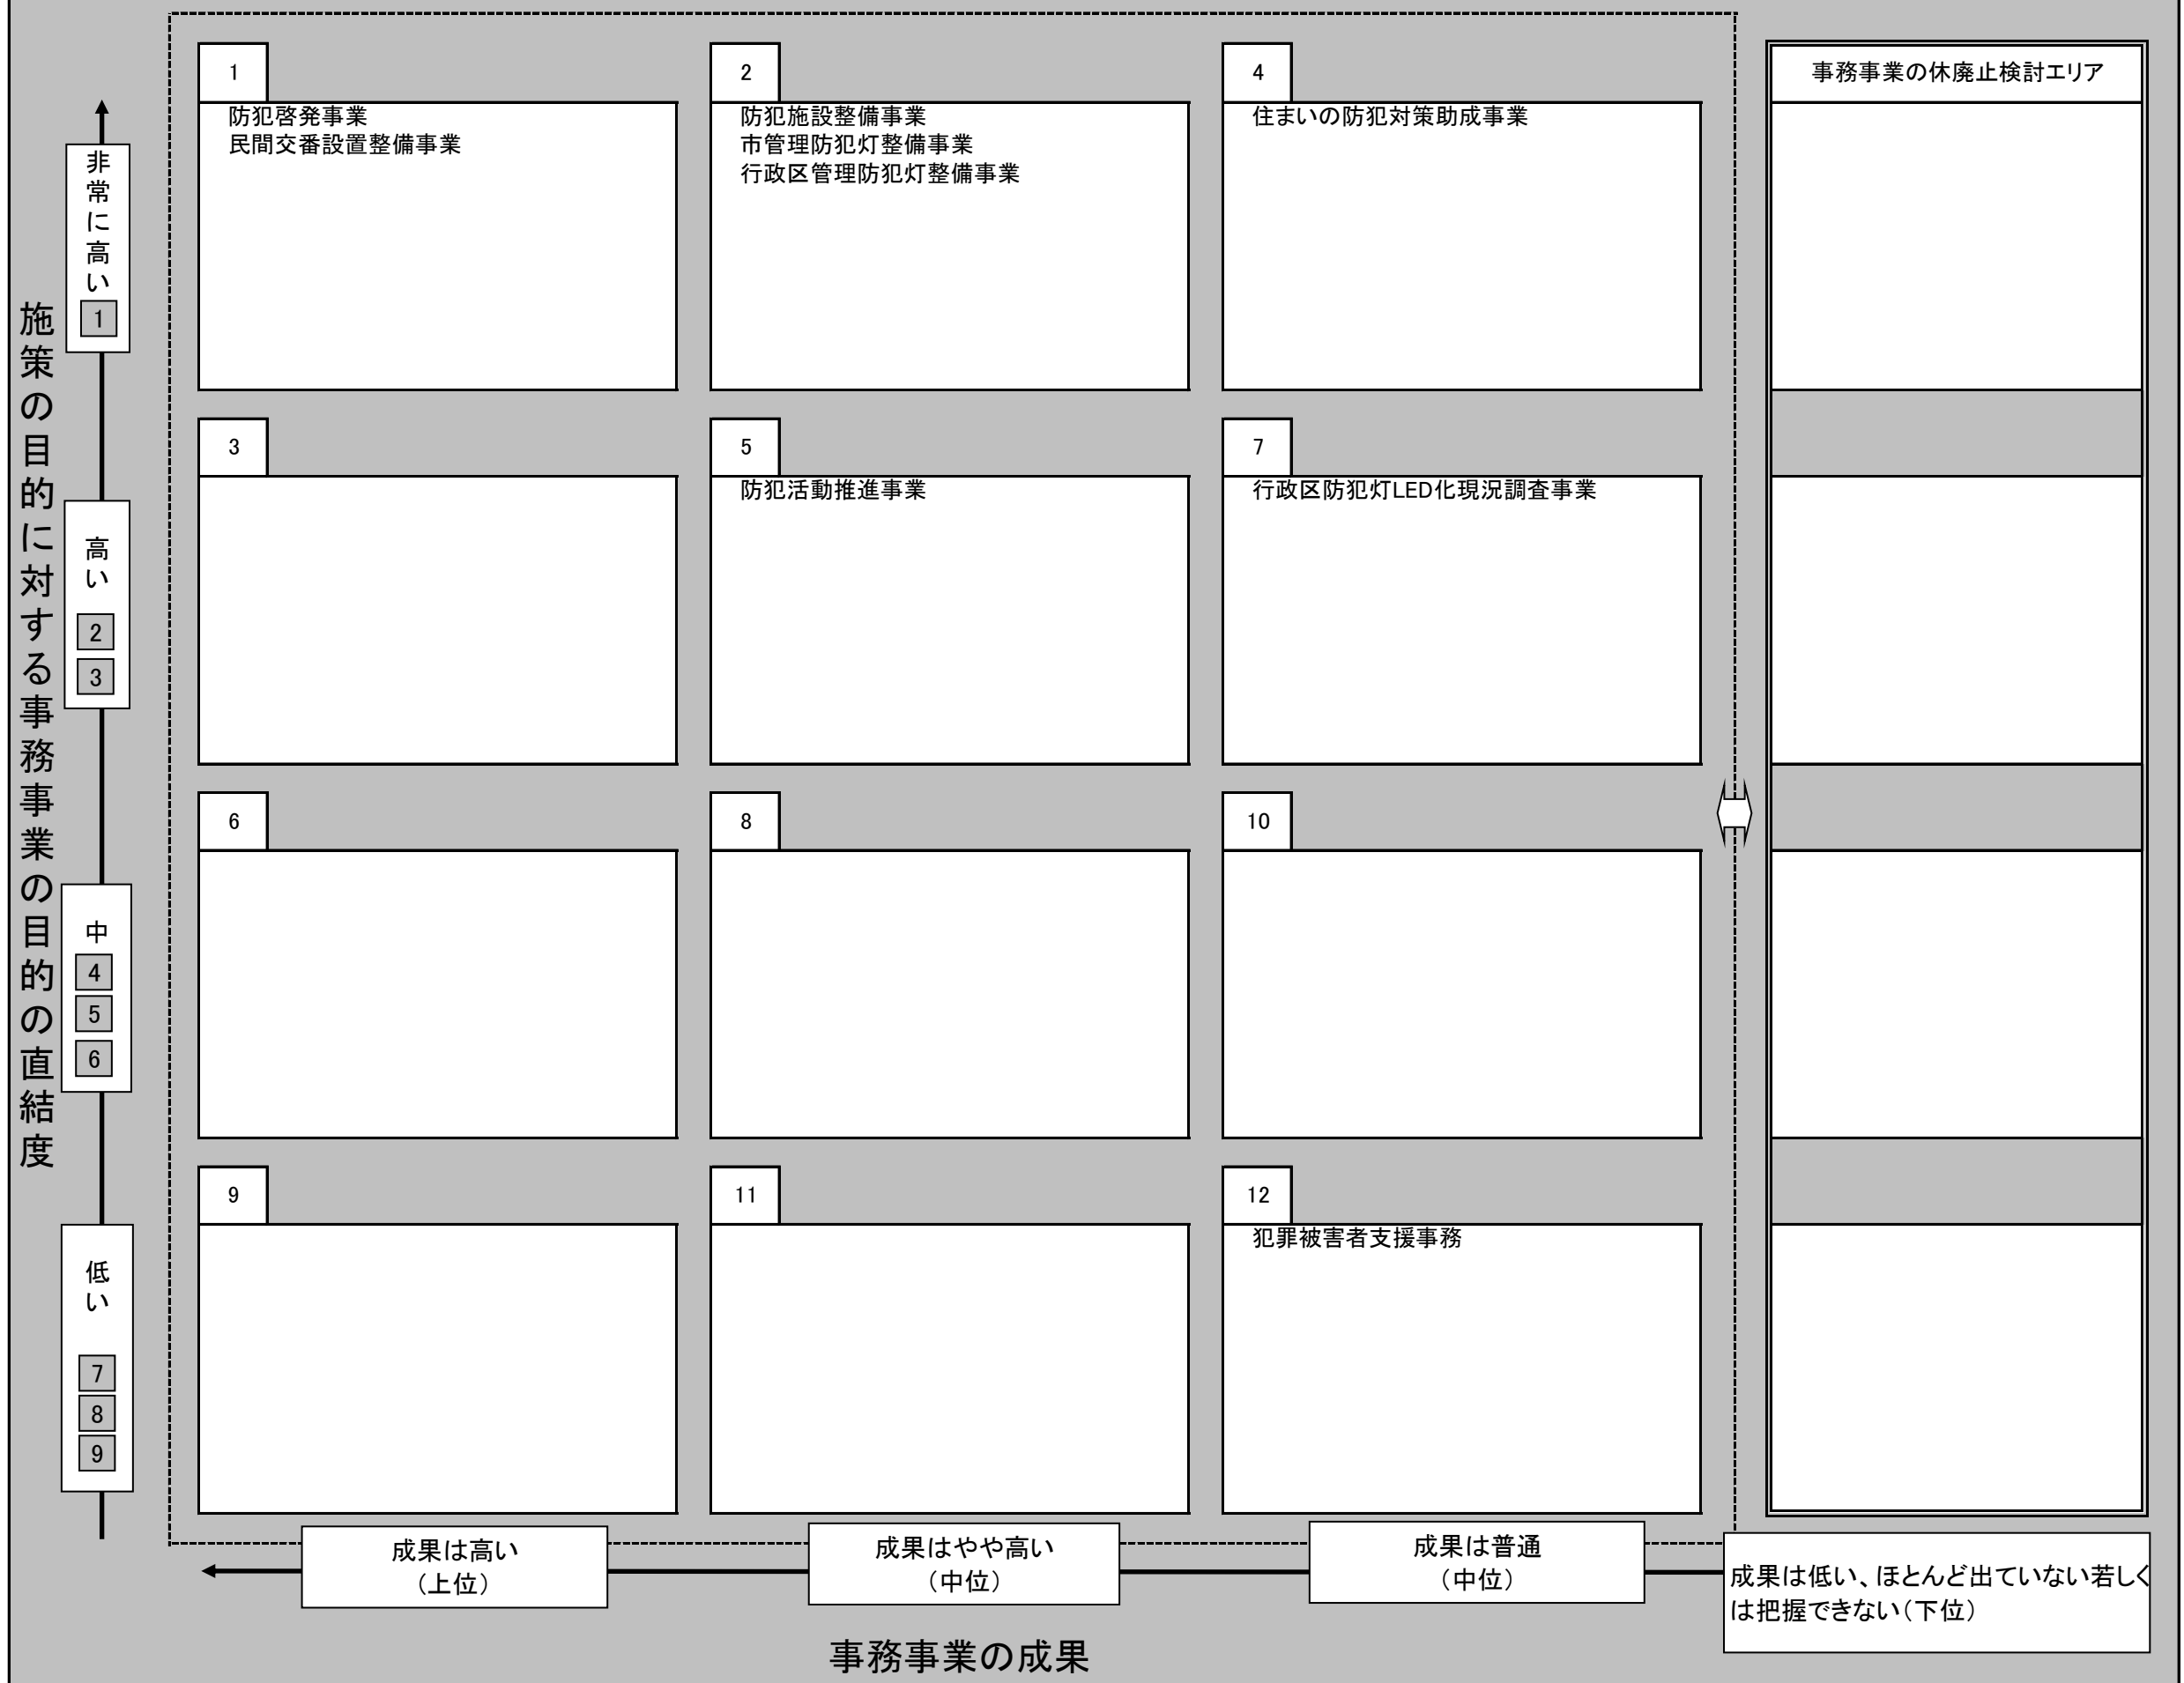 施策の目的に対する事務事業の目的の直結度
非常に高い
1
高い
2
3
中
4
5
6
低い
7
8
9
1
防犯啓発事業
民間交番設置整備事業
2
防犯施設整備事業
市管理防犯灯整備事業
行政区管理防犯灯整備事業
4
住まいの防犯対策助成事業
事務事業の休廃止検討エリア
3
5
防犯活動推進事業
7
行政区防犯灯LED化現況調査事業
6
8
10
9
11
12
犯罪被害者支援事務
成果は高い
（上位）
成果はやや高い
（中位）
成果は普通
（中位）
成果は低い、ほとんど出ていない若しく
は把握できない（下位）
事務事業の成果